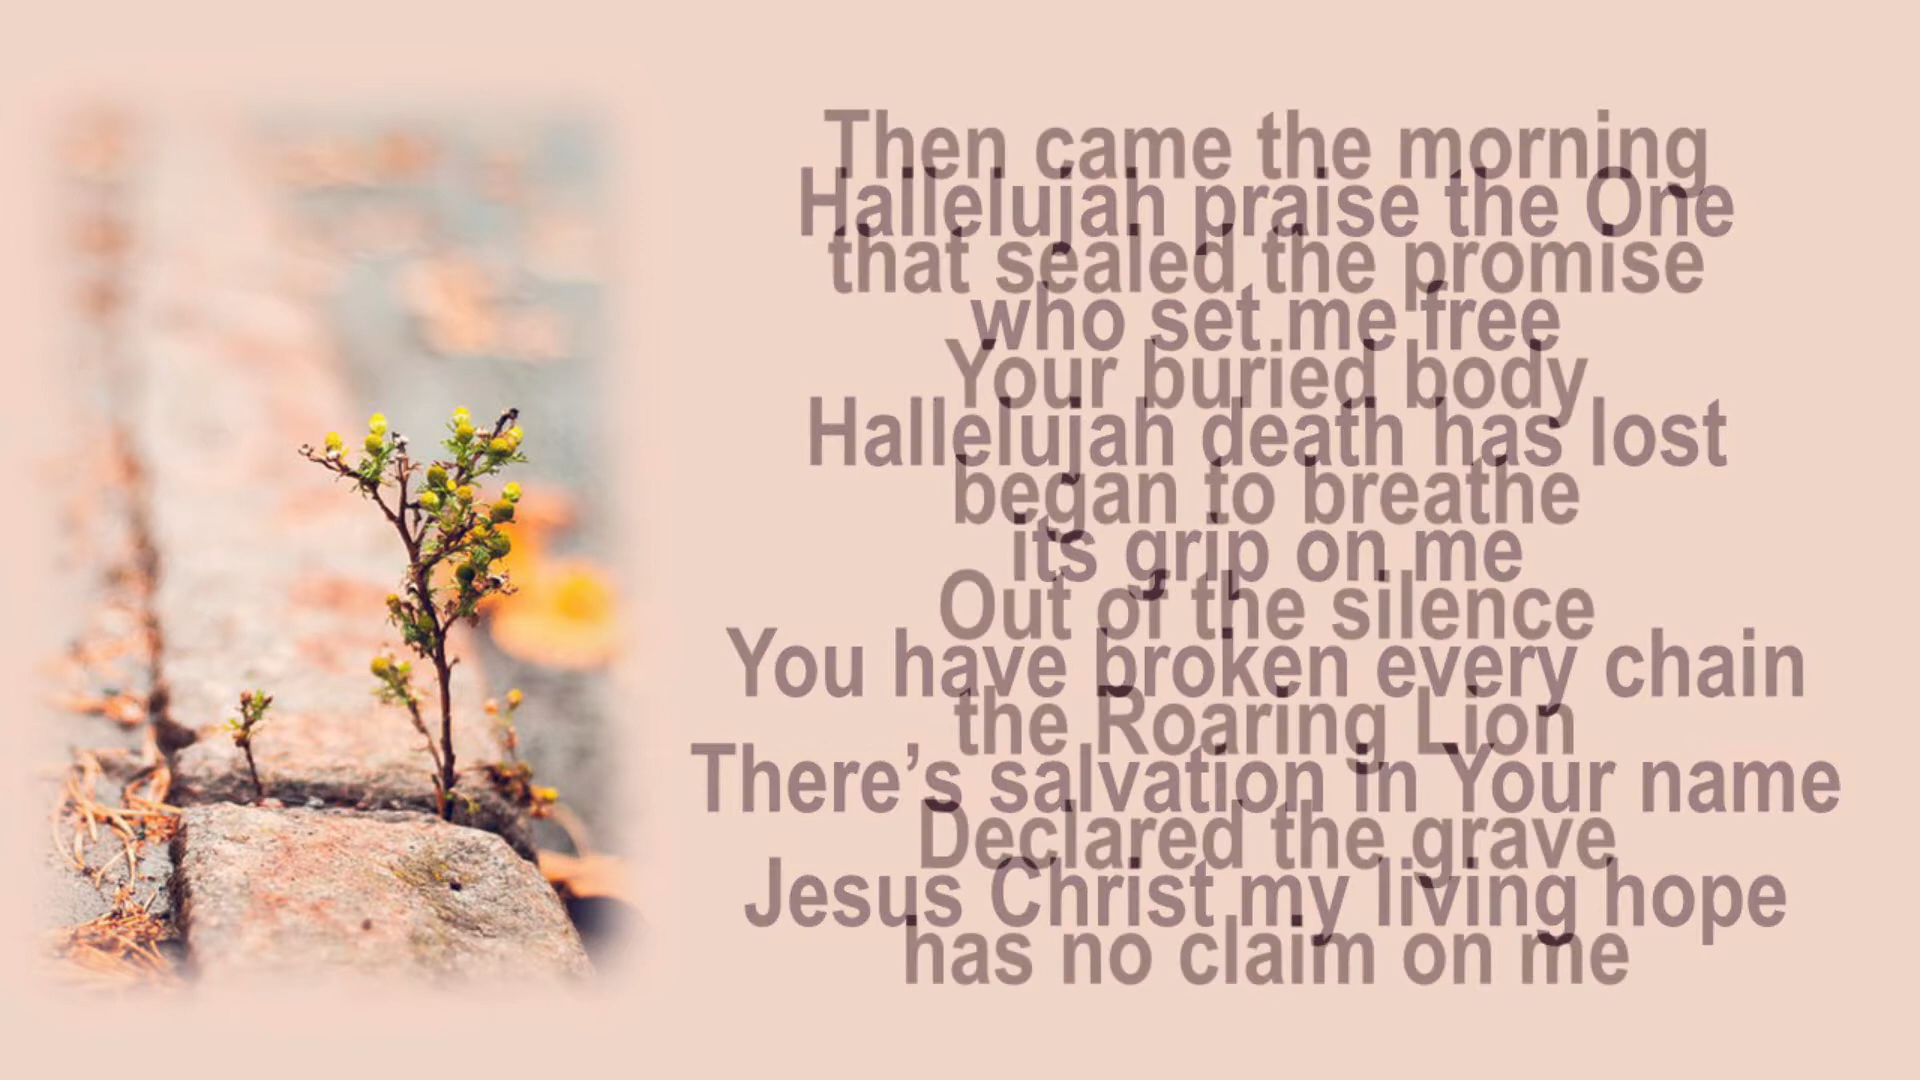 Then came the morning
Hallelujah praise the One
that sealed the promise
who set me free
Your buried body
Hallelujah death has lost
began to breathe
its grip on me
Out of the silence
You have broken every chain
the Roaring Lion
There’s salvation in Your name
Declared the grave
Jesus Christ my living hope
has no claim on me